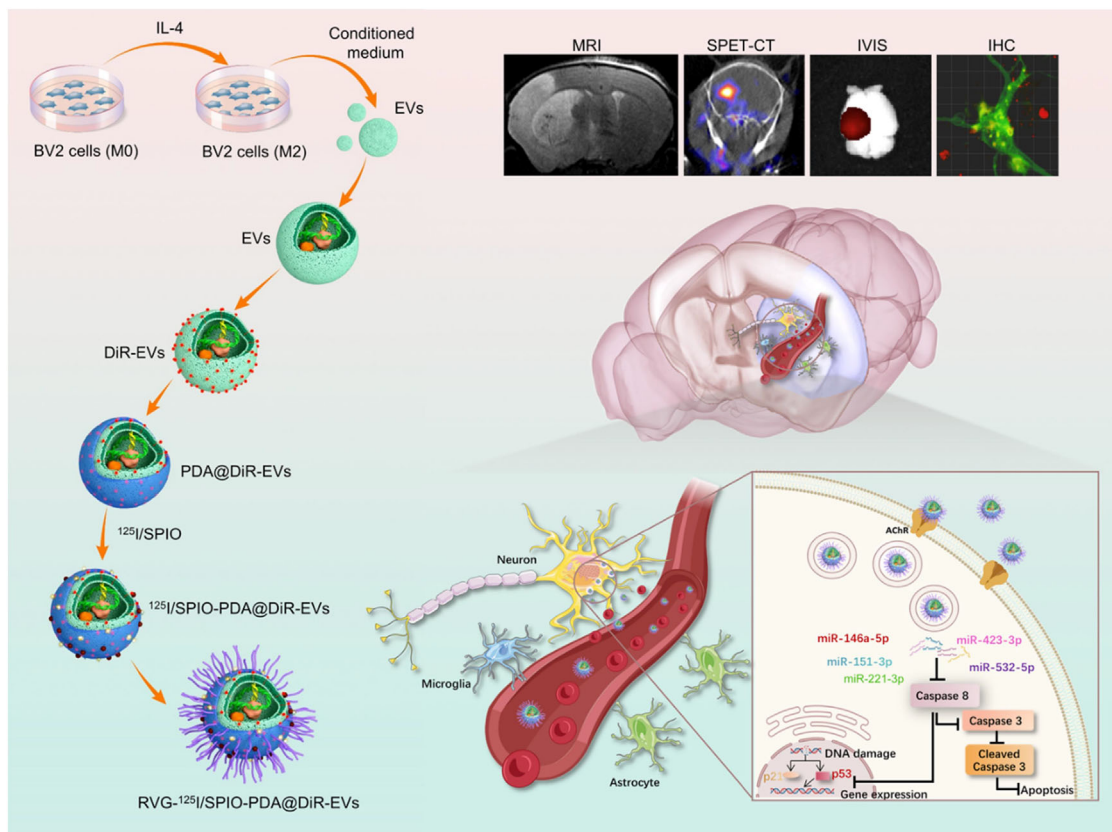 IL-4
Conditioned
medium
BV2 cells (M0)
BV2 cells (M2)
EVs
EVs
DiR-EVs
PDA@DiR-EVs
¹²⁵I/SPIO
¹²⁵I/SPIO-PDA@DiR-EVs
RVG-¹²⁵I/SPIO-PDA@DiR-EVs
MRI
SPET-CT
IVIS
IHC
Neuron
Microglia
Astrocyte
AChR
miR-146a-5p
miR-423-3p
miR-151-3p
miR-532-5p
miR-221-3p
Caspase 8
Caspase 3
Cleaved
Caspase 3
Apoptosis
DNA damage
p21
p53
Gene expression